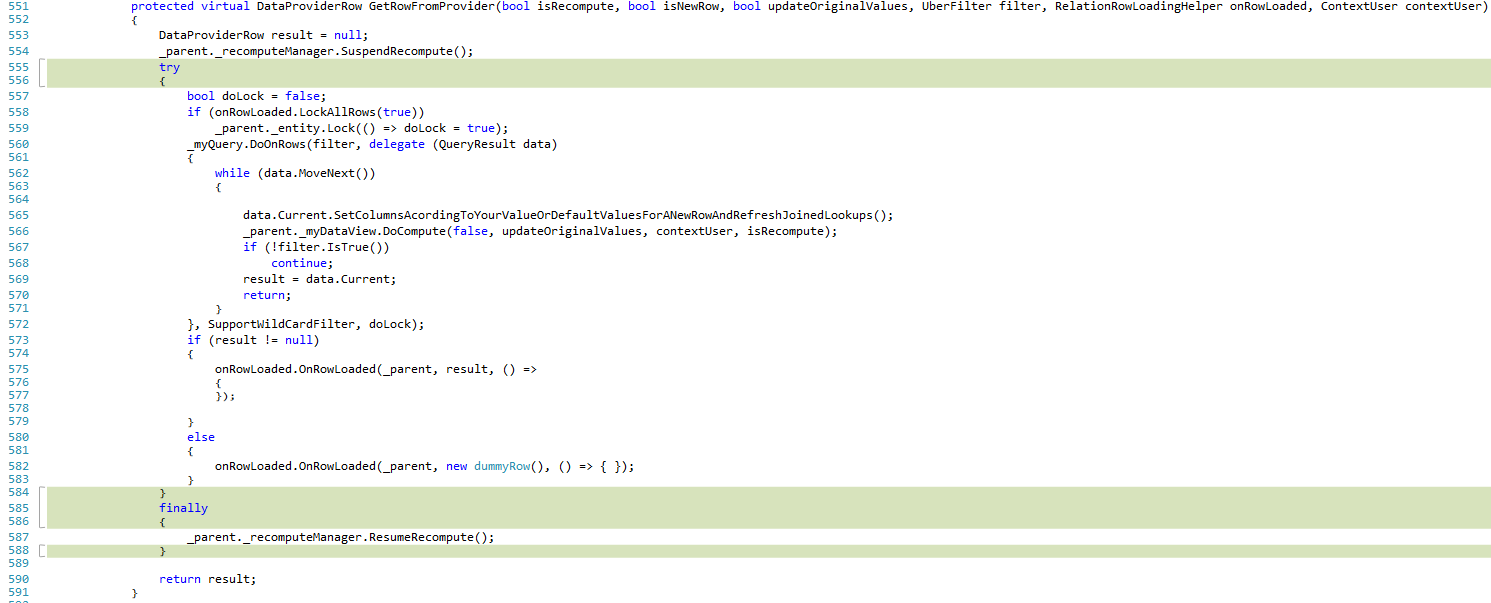 551 protected virtual DataProviderRow GetRowFromProvider(bool isRecompute, bool isNewRow, bool updateOriginalValues, UberFilter filter, RelationRowLoadingHelper onRowLoaded, ContextUser contextUser)
552 {
553 DataProviderRow result = null;
554 _parent._recomputeManager.SuspendRecompute();
555 try
556 {
557 bool doLock = false;
558 if (onRowLoaded.LockAllRows(true))
559 _parent._entity.Lock(() => doLock = true);
560 _myQuery.DoOnRows(filter, delegate (QueryResult data)
561 {
562 while (data.MoveNext())
563 {
564
565 data.Current.SetColumnsAcordingToYourValueOrDefaultValuesForANewRowAndRefreshJoinedLookups();
566 _parent._myDataView.DoCompute(false, updateOriginalValues, contextUser, isRecompute);
567 if (!filter.IsTrue())
568 continue;
569 result = data.Current;
570 return;
571 }
572 }, SupportWildCardFilter, doLock);
573 if (result != null)
574 {
575 onRowLoaded.OnRowLoaded(_parent, result, () =>
576 {
577 });
578
579 }
580 else
581 {
582 onRowLoaded.OnRowLoaded(_parent, new dummyRow(), () => { });
583 }
584 }
585 finally
586 {
587 _parent._recomputeManager.ResumeRecompute();
588 }
589
590 return result;
591 }